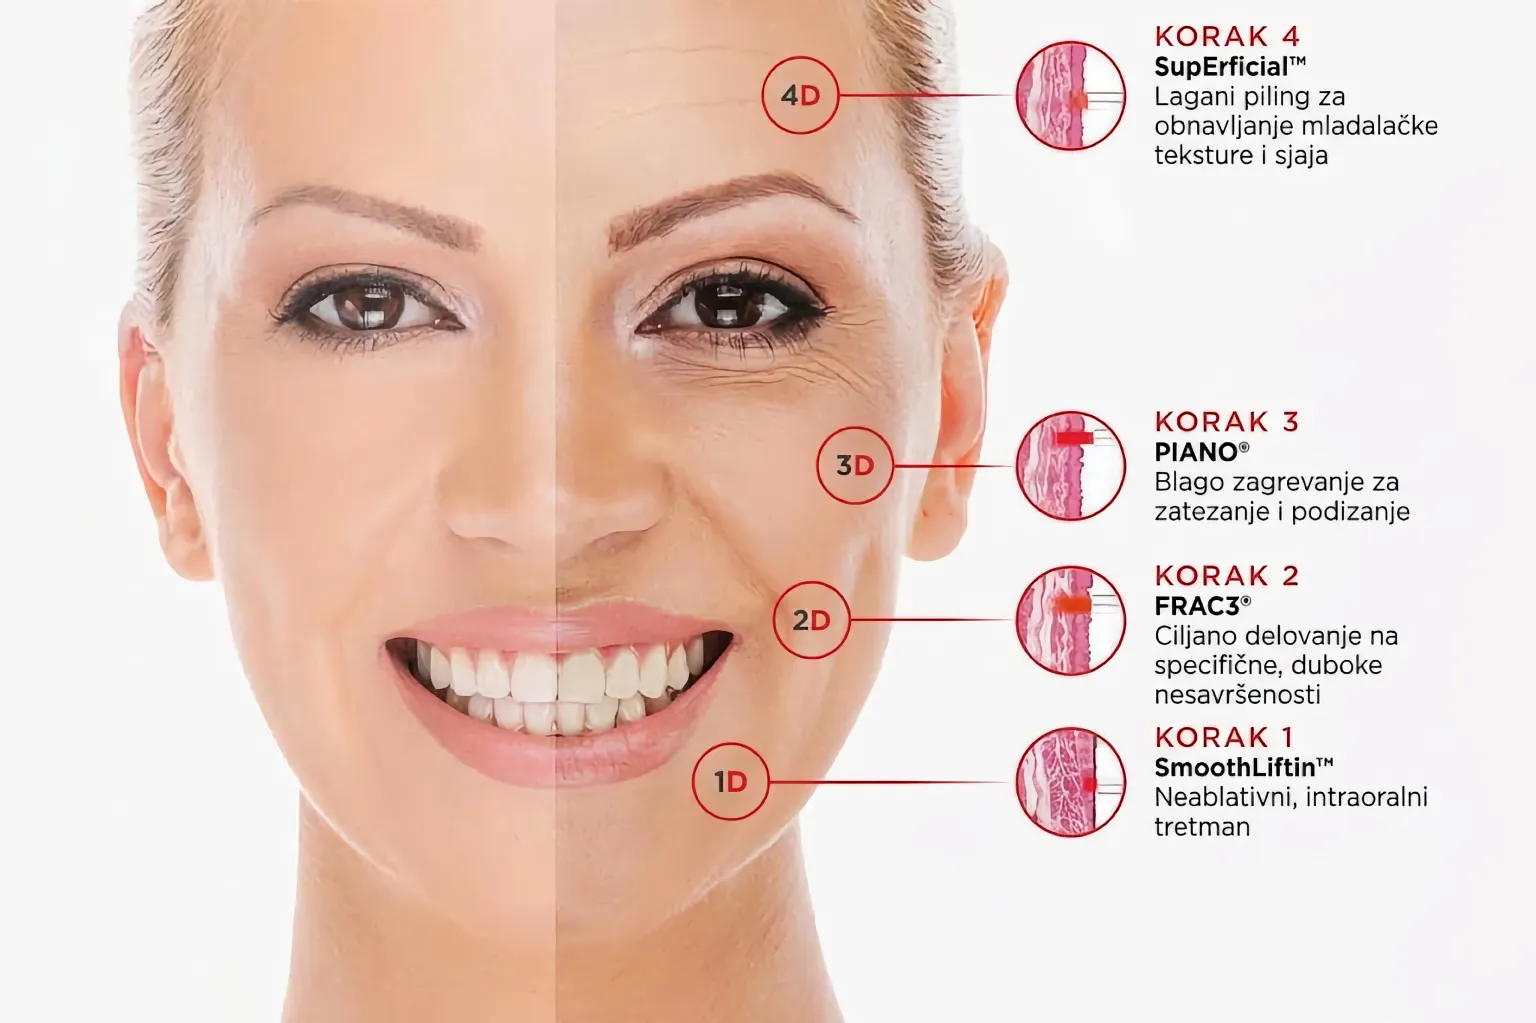 4D
KORAK 4
SupErficial™
Lagani piling za
obnavljanje mladalačke
teksture i sjaja
3D
KORAK 3
PIANO®
Blago zagrevanje za
zatezanje i podizanje
2D
KORAK 2
FRAC3®
Ciljano delovanje na
specifične, duboke
nesavršenosti
1D
KORAK 1
SmoothLiftin™
Neablativni, intraoralni
tretman